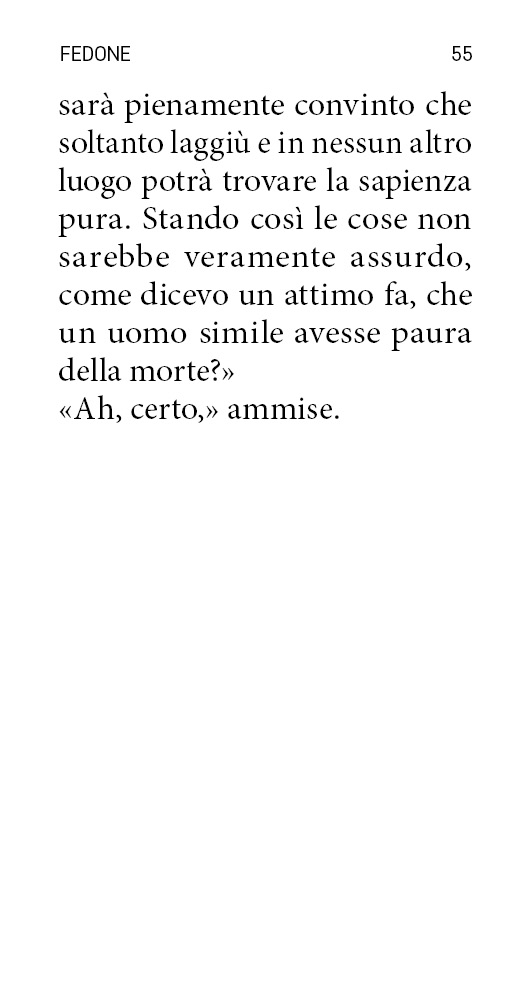 FEDONE 55
sarà pienamente convinto che
soltanto laggiù e in nessun altro
luogo potrà trovare la sapienza
pura. Stando così le cose non
sarebbe veramente assurdo,
come dicevo un attimo fa, che
un uomo simile avesse paura
della morte?»
«Ah, certo,» ammise.